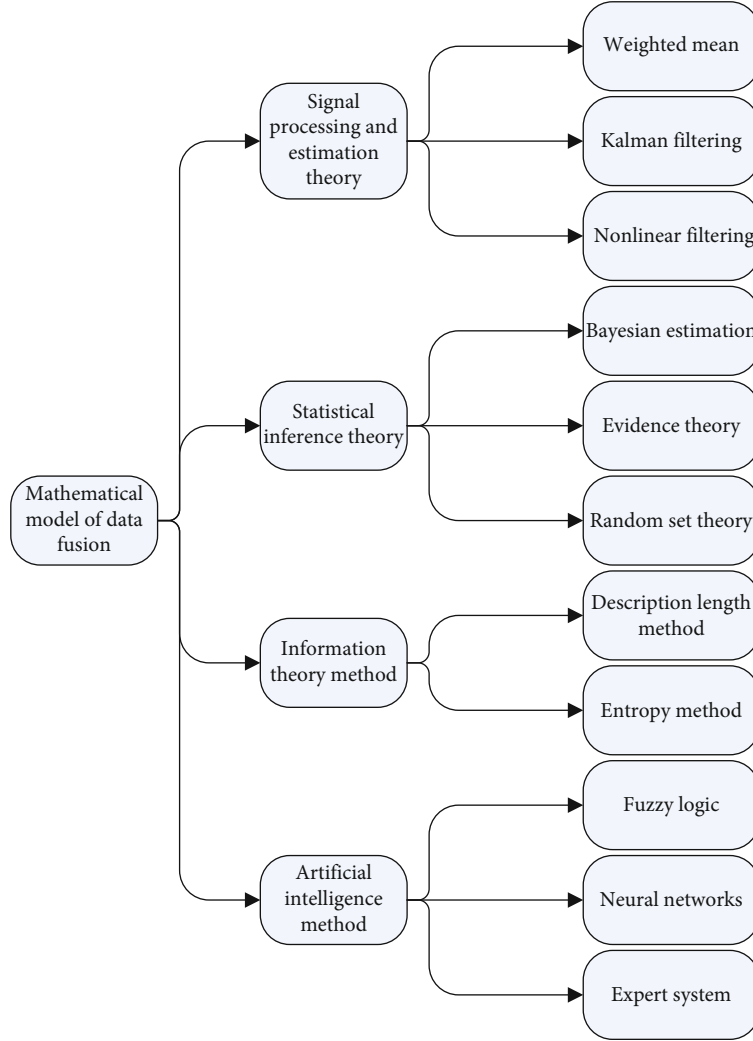 Mathematical
model of data
fusion
Signal
processing and
estimation
theory
Weighted mean
Kalman filtering
Nonlinear filtering
Statistical
inference theory
Bayesian estimation
Evidence theory
Random set theory
Information
theory method
Description length
method
Entropy method
Artificial
intelligence
method
Fuzzy logic
Neural networks
Expert system